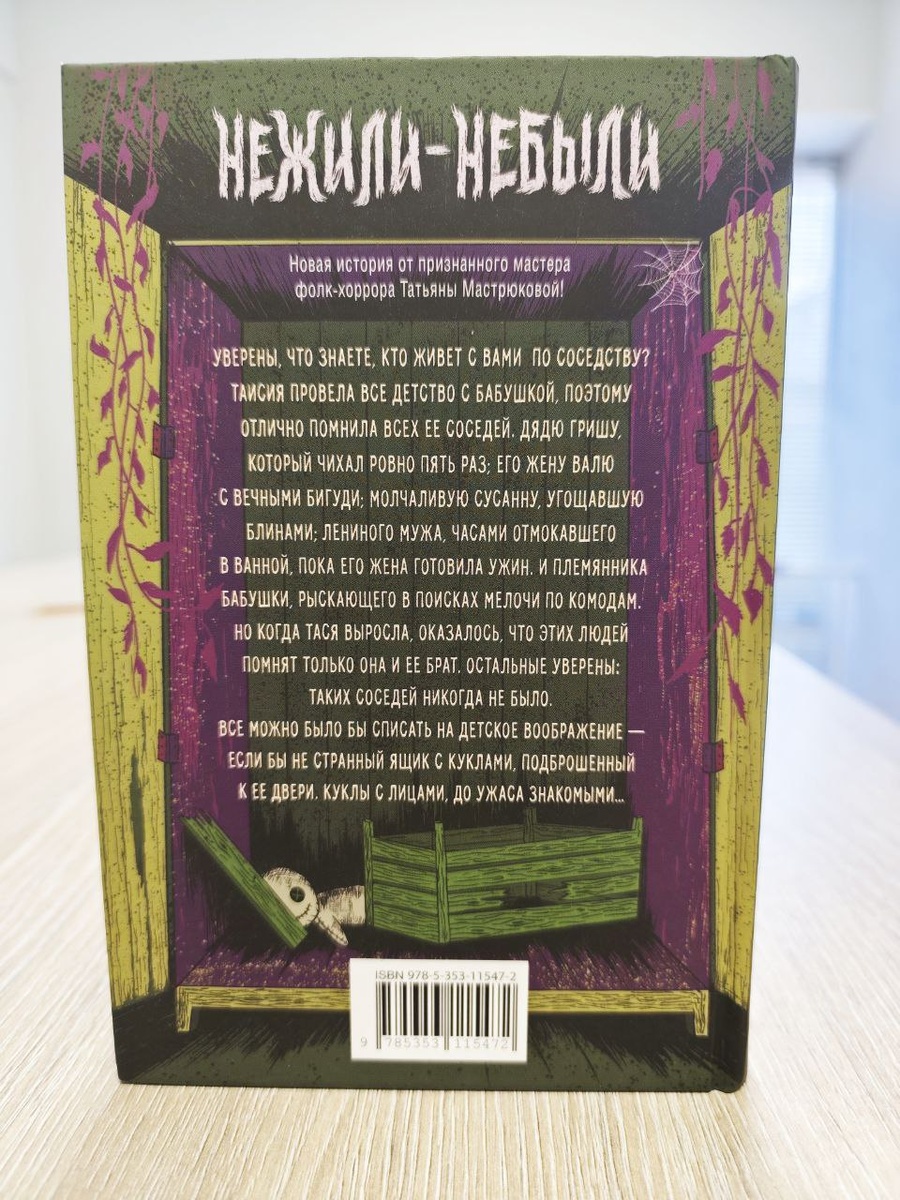 НЕЖИЛИ-НЕБЫЛИ
Новая история от признанного мастера
фолк-хоррора Татьяны Мастрюковой!
УВЕРЕНЫ, ЧТО ЗНАЕТЕ, КТО ЖИВЕТ С ВАМИ ПО СОСЕДСТВУ?
ТАИСИЯ ПРОВЕЛА ВСЕ ДЕТСТВО С БАБУШКОЙ, ПОЭТОМУ
ОТЛИЧНО ПОМНИЛА ВСЕХ ЕЕ СОСЕДЕЙ. ДЯДЮ ГРИШУ,
КОТОРЫЙ ЧИХАЛ РОВНО ПЯТЬ РАЗ; ЕГО ЖЕНУ ВАЛЮ
С ВЕЧНЫМИ БИГУДИ; МОЛЧАЛИВУЮ СУСАННУ, УГОЩАВШУЮ
БЛИНАМИ; ЛЕНИНОГО МУЖА, ЧАСАМИ ОТМОКАВШЕГО
В ВАННОЙ, ПОКА ЕГО ЖЕНА ГОТОВИЛА УЖИН. И ПЛЕМЯННИКА
БАБУШКИ, РЫСКАЮЩЕГО В ПОИСКАХ МЕЛОЧИ ПО КОМОДАМ.
НО КОГДА ТАСЯ ВЫРОСЛА, ОКАЗАЛОСЬ, ЧТО ЭТИХ ЛЮДЕЙ
ПОМНЯТ ТОЛЬКО ОНА И ЕЕ БРАТ. ОСТАЛЬНЫЕ УВЕРЕНЫ:
ТАКИХ СОСЕДЕЙ НИКОГДА НЕ БЫЛО.
ВСЕ МОЖНО БЫЛО БЫ СПИСАТЬ НА ДЕТСКОЕ ВООБРАЖЕНИЕ —
ЕСЛИ БЫ НЕ СТРАННЫЙ ЯЩИК С КУКЛАМИ, ПОДБРОШЕННЫЙ
К ЕЕ ДВЕРИ. КУКЛЫ С ЛИЦАМИ, ДО УЖАСА ЗНАКОМЫМИ...
ISBN 978-5-353-11547-2
9 785353 115472